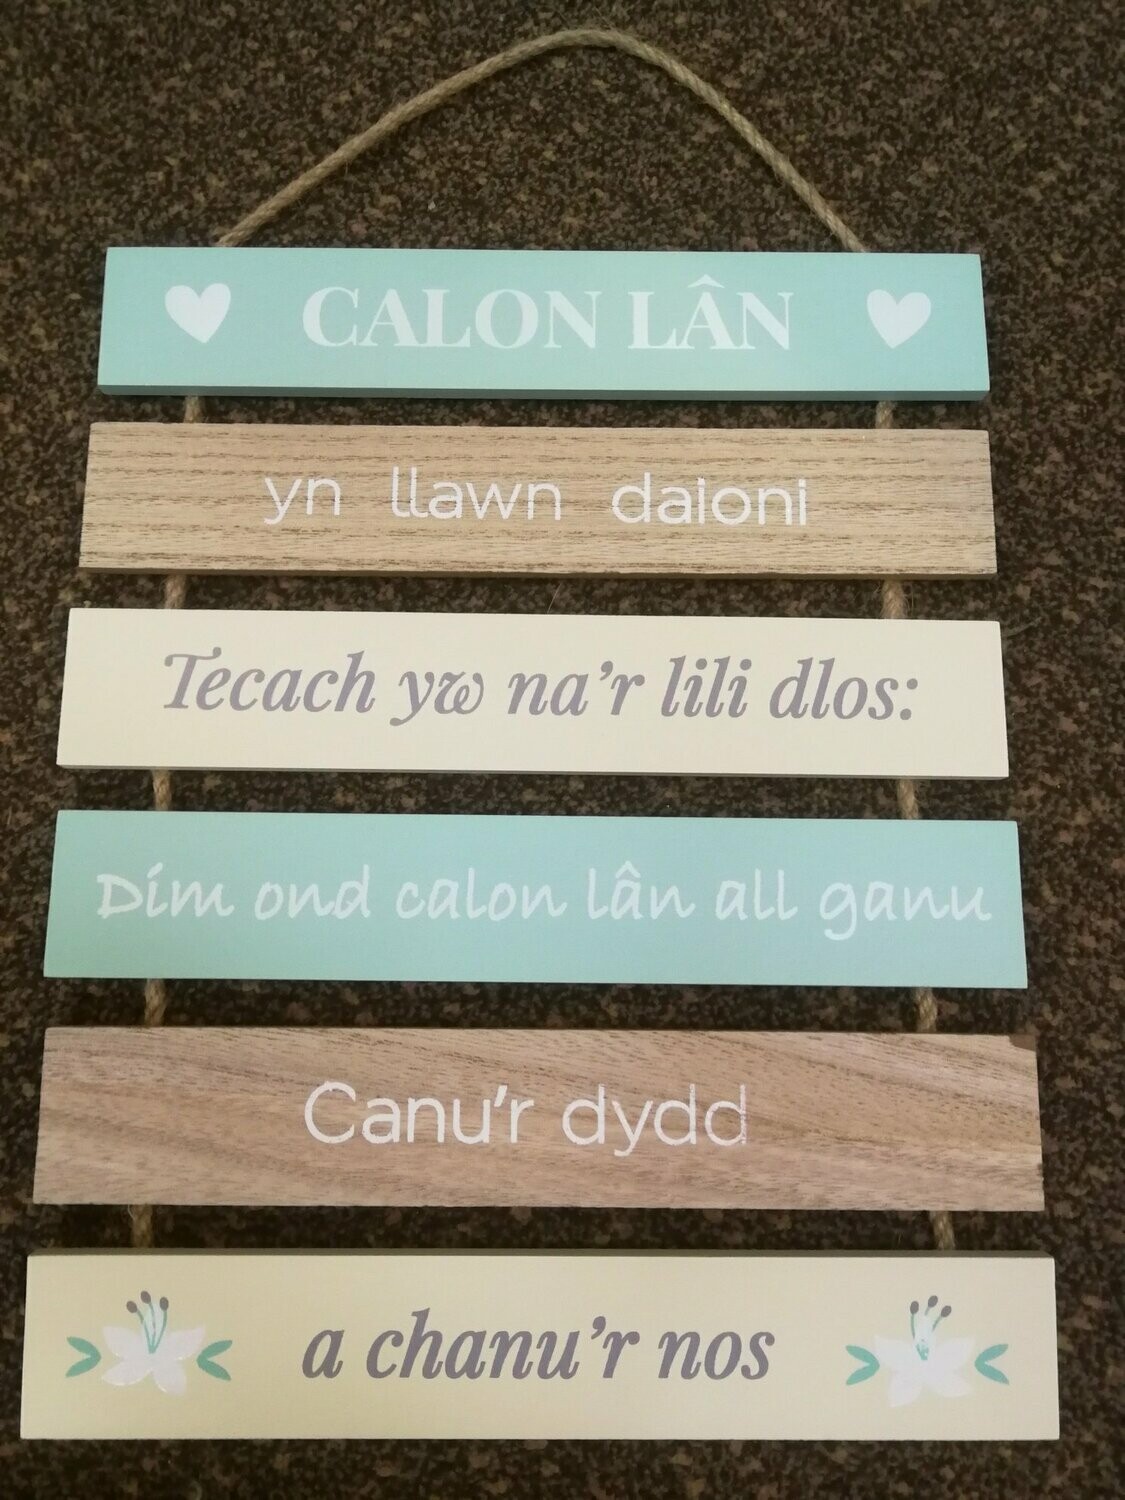 CALON LÂN
yn llawn daioni
Tecach yw na'r lili dlos:
Dim ond calon lân all ganu
Canu'r dydd
a chanu'r nos